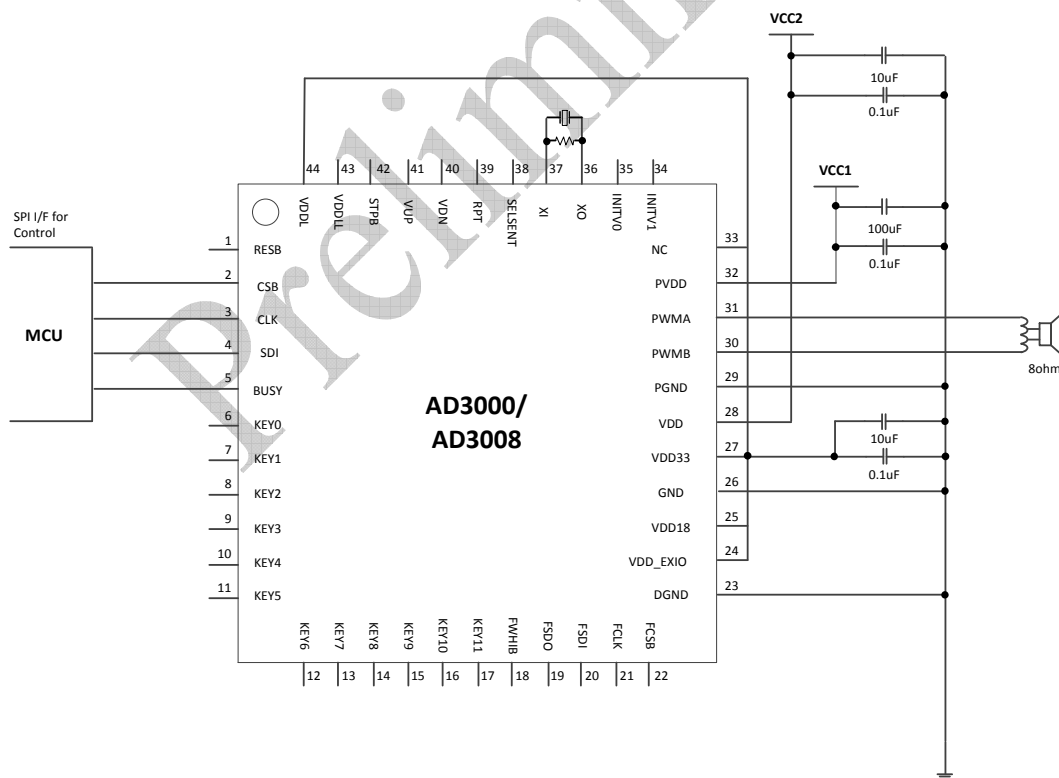 VCC2
10uF
0.1uF
VCC1
100uF
0.1uF
44 43 42 41 40 39 38 37 36 35 34
VDDL VDDLL STPB VUP VDN RPT SELSENT XI XO INITV0 INITV1
SPI I/F for
Control
MCU
1 RESB
2 CSB
3 CLK
4 SDI
5 BUSY
6 KEY0
7 KEY1
8 KEY2
9 KEY3
10 KEY4
11 KEY5
AD3000/
AD3008
NC 33
PVDD 32
PWMA 31
PWMB 30
PGND 29
VDD 28
VDD33 27
GND 26
VDD18 25
VDD_EXIO 24
DGND 23
8ohm
10uF
0.1uF
KEY6 KEY7 KEY8 KEY9 KEY10 KEY11 FWHIB FSDO FSDI FCLK FCSB
12 13 14 15 16 17 18 19 20 21 22
Prelimi